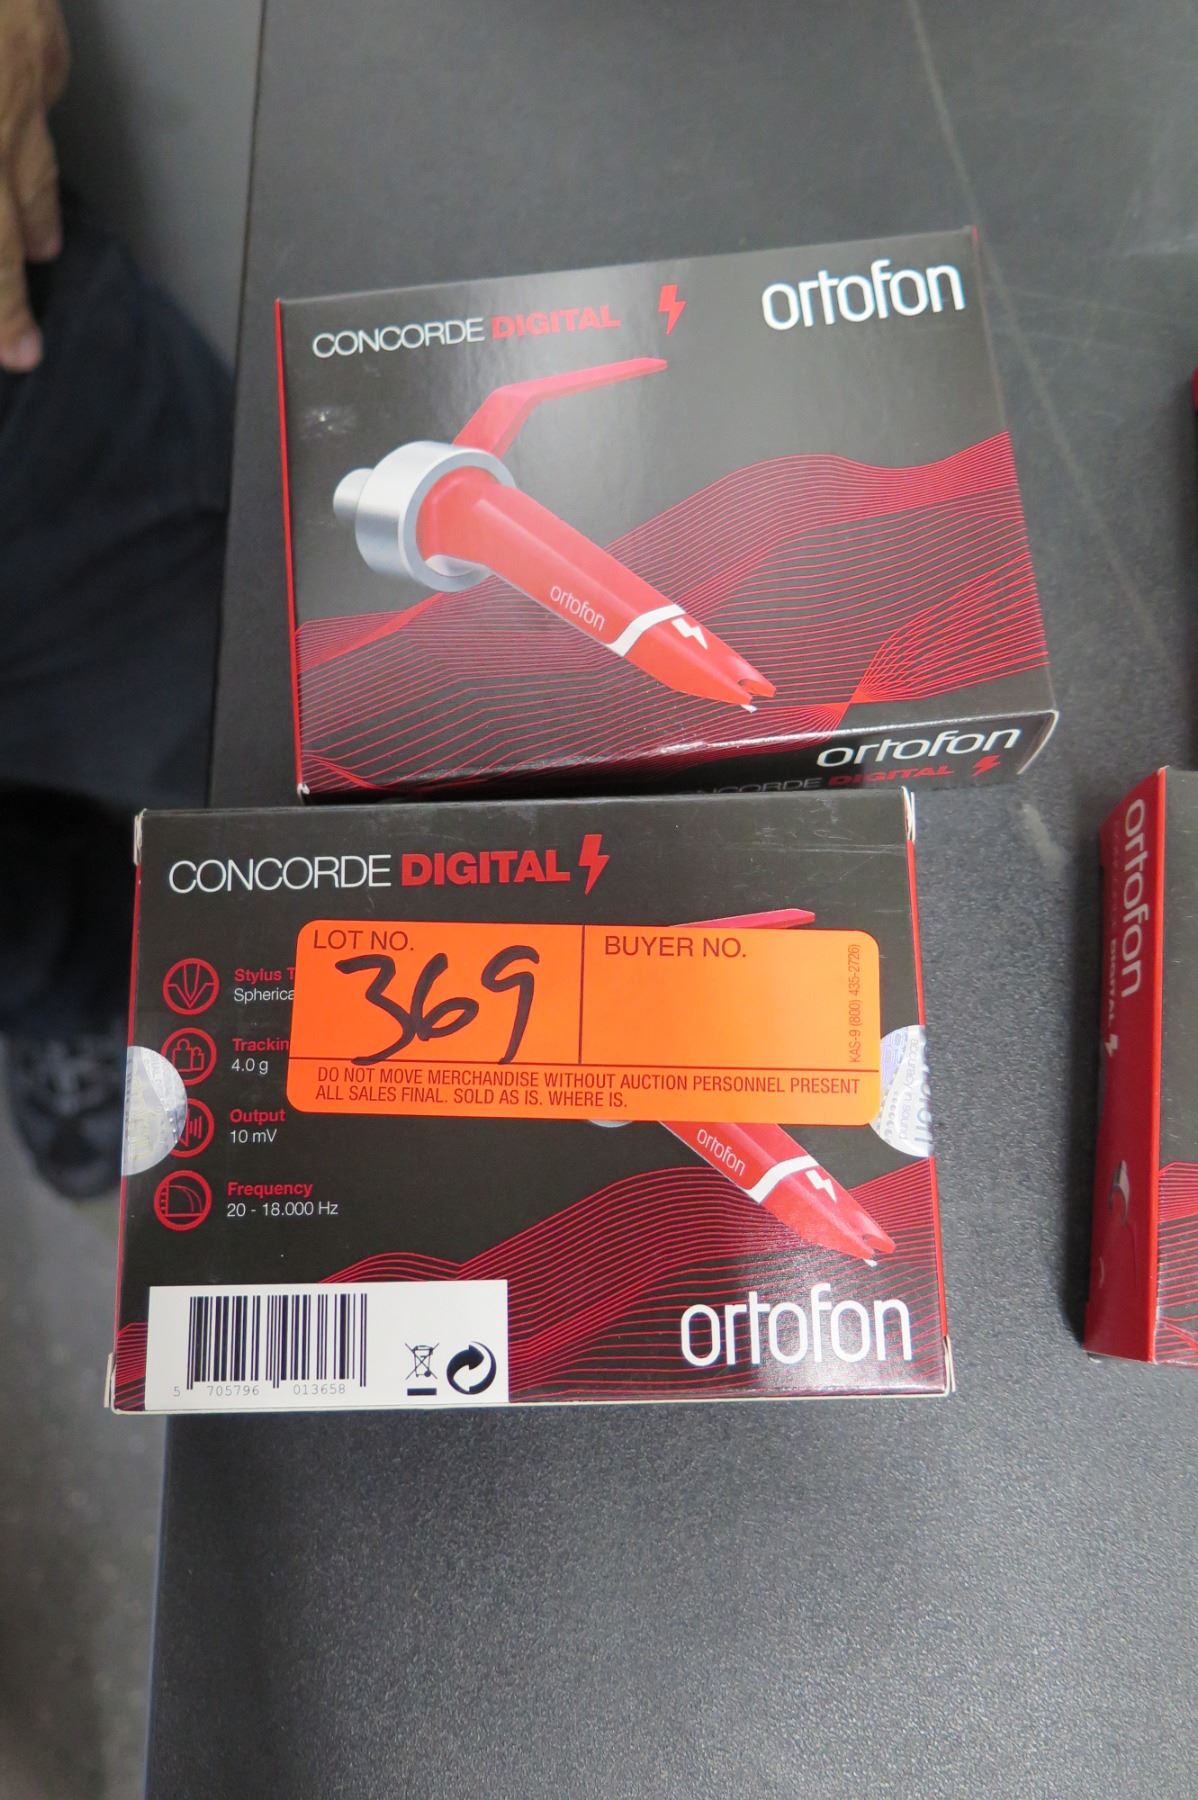 CONCORDE DIGITAL
ortofon
ortofon
ortofon
CONCORDE DIGITAL
CONCORDE DIGITAL
LOT NO. 369
BUYER NO.
KAS-9 (800) 435-2726)
DO NOT MOVE MERCHANDISE WITHOUT AUCTION PERSONNEL PRESENT
ALL SALES FINAL. SOLD AS IS. WHERE IS.
Stylus
4.0 g
Output
10 mV
Frequency
20 - 18.000 Hz
ortofon
ortofon
5 705796 013658
ortofon
DIGITAL